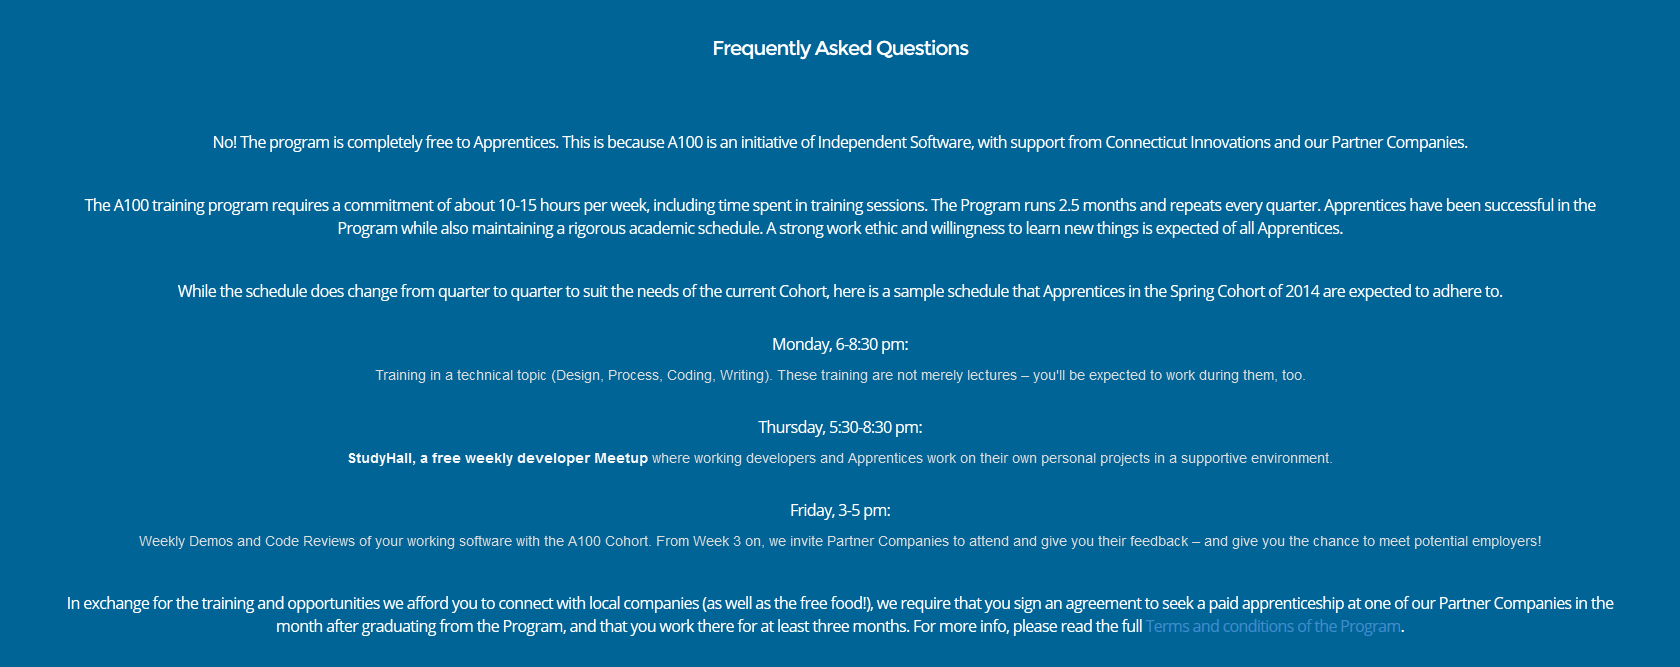 Frequently Asked Questions
No! The program is completely free to Apprentices. This is because A100 is an initiative of Independent Software, with support from Connecticut Innovations and our Partner Companies.
The A100 training program requires a commitment of about 10-15 hours per week, including time spent in training sessions. The Program runs 2.5 months and repeats every quarter. Apprentices have been successful in the
Program while also maintaining a rigorous academic schedule. A strong work ethic and willingness to learn new things is expected of all Apprentices.
While the schedule does change from quarter to quarter to suit the needs of the current Cohort, here is a sample schedule that Apprentices in the Spring Cohort of 2014 are expected to adhere to.
Monday, 6-8:30 pm:
Training in a technical topic (Design, Process, Coding, Writing). These training are not merely lectures – you'll be expected to work during them, too.
Thursday, 5:30-8:30 pm:
StudyHall, a free weekly developer Meetup where working developers and Apprentices work on their own personal projects in a supportive environment.
Friday, 3-5 pm:
Weekly Demos and Code Reviews of your working software with the A100 Cohort. From Week 3 on, we invite Partner Companies to attend and give you their feedback – and give you the chance to meet potential employers!
In exchange for the training and opportunities we afford you to connect with local companies (as well as the free food!), we require that you sign an agreement to seek a paid apprenticeship at one of our Partner Companies in the
month after graduating from the Program, and that you work there for at least three months. For more info, please read the full Terms and conditions of the Program.